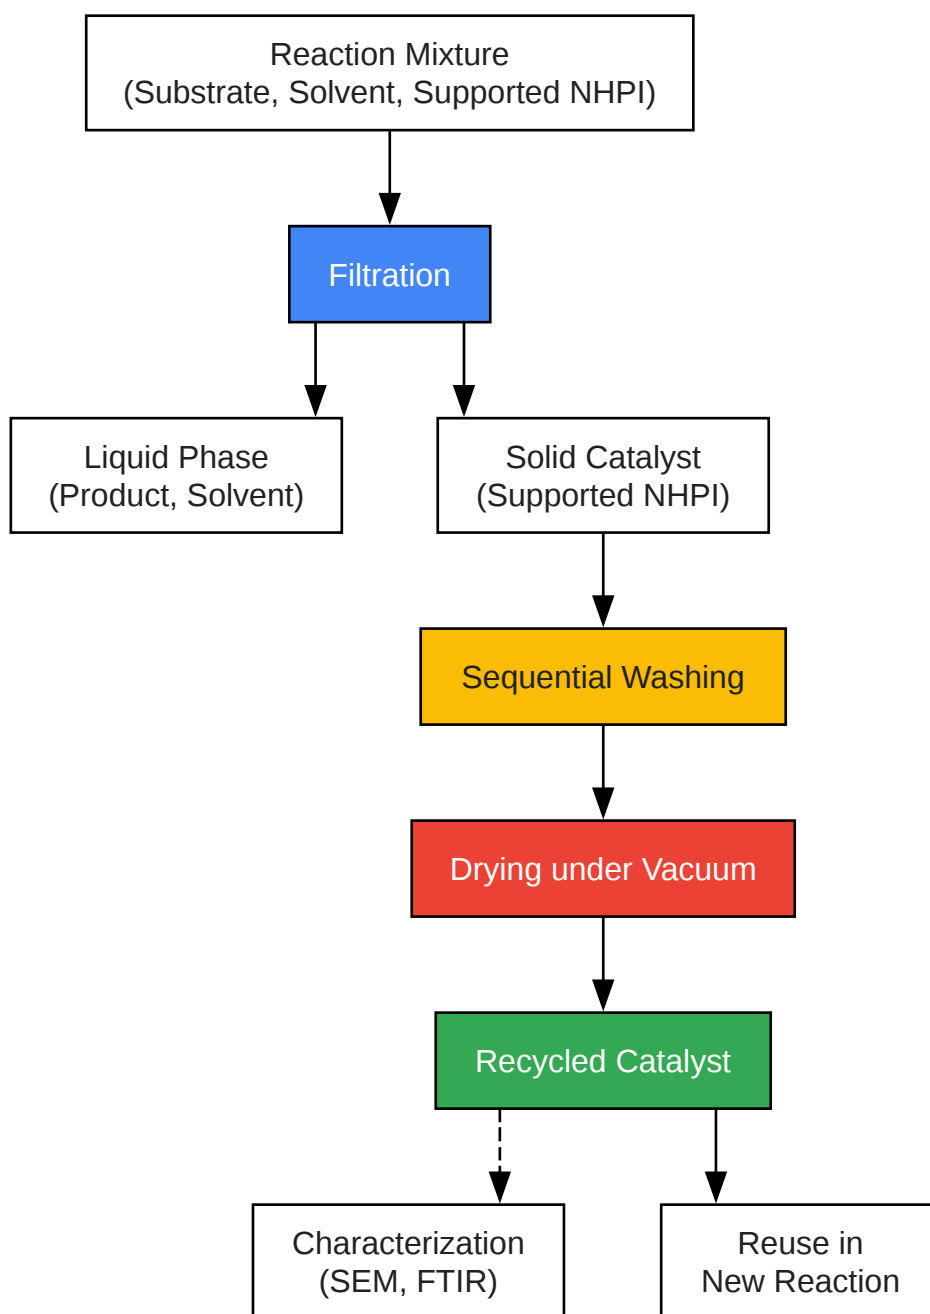 Reaction Mixture
(Substrate, Solvent, Supported NHPI)
Filtration
Liquid Phase
(Product, Solvent)
Solid Catalyst
(Supported NHPI)
Sequential Washing
Drying under Vacuum
Recycled Catalyst
Characterization
(SEM, FTIR)
Reuse in
New Reaction